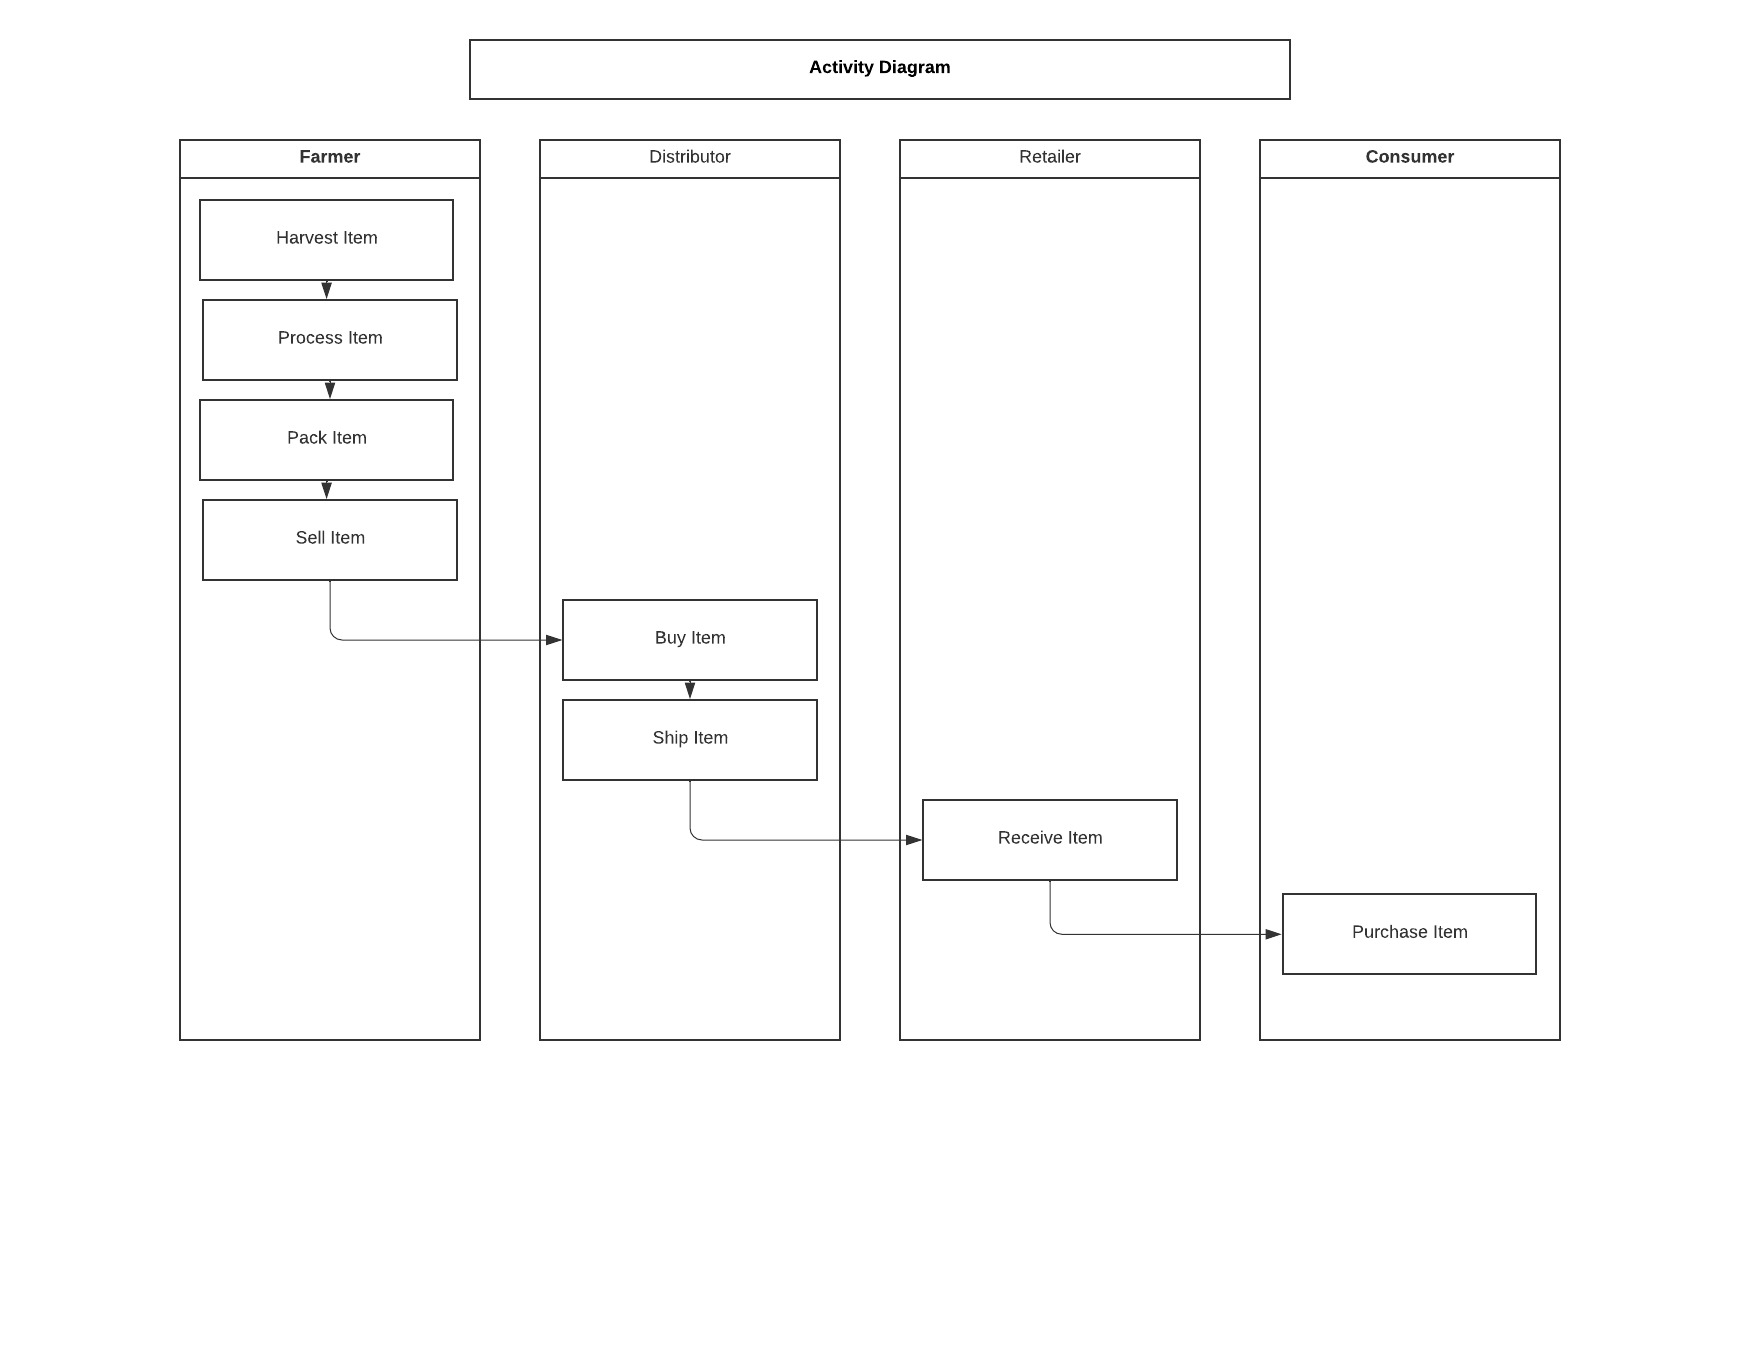 Activity Diagram
Farmer
Distributor
Retailer
Consumer
Harvest Item
Process Item
Pack Item
Sell Item
Buy Item
Ship Item
Receive Item
Purchase Item